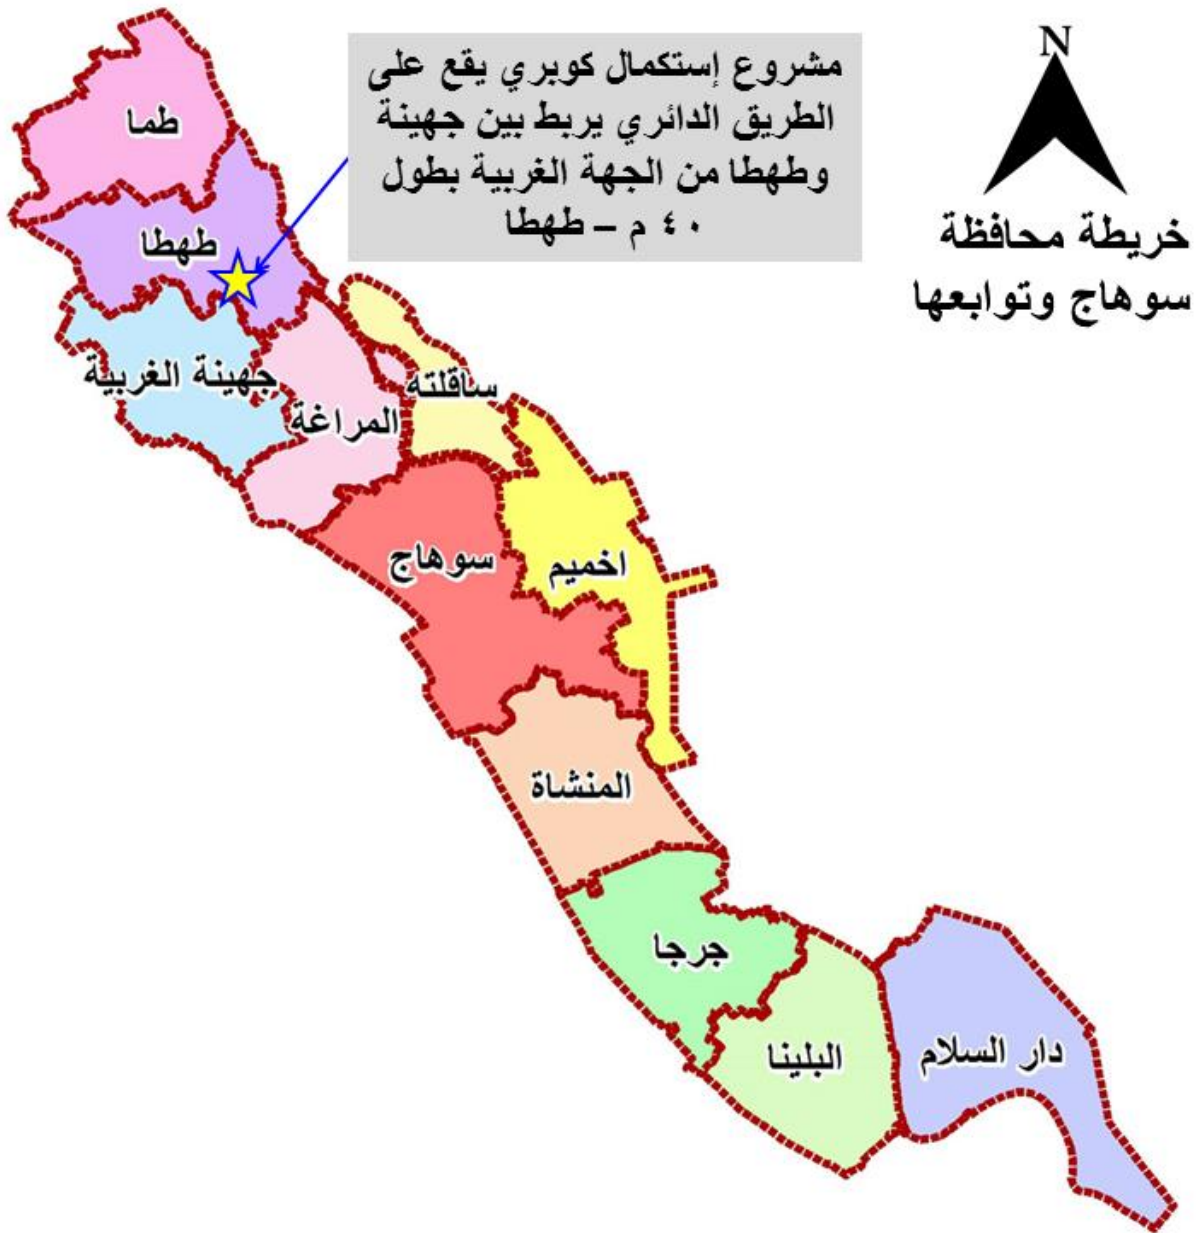 مشروع إستكمال كوبري يقع على
الطريق الدائري يربط بين جهينة
وطهطا من الجهة الغربية بطول
٤٠ م – طهطا
N
خريطة محافظة
سوهاج وتوابعها
طما
طهطا
جهينة الغربية
ساقلته
المراغة
سوهاج
اخميم
المنشاة
جرجا
البلينا
دار السلام